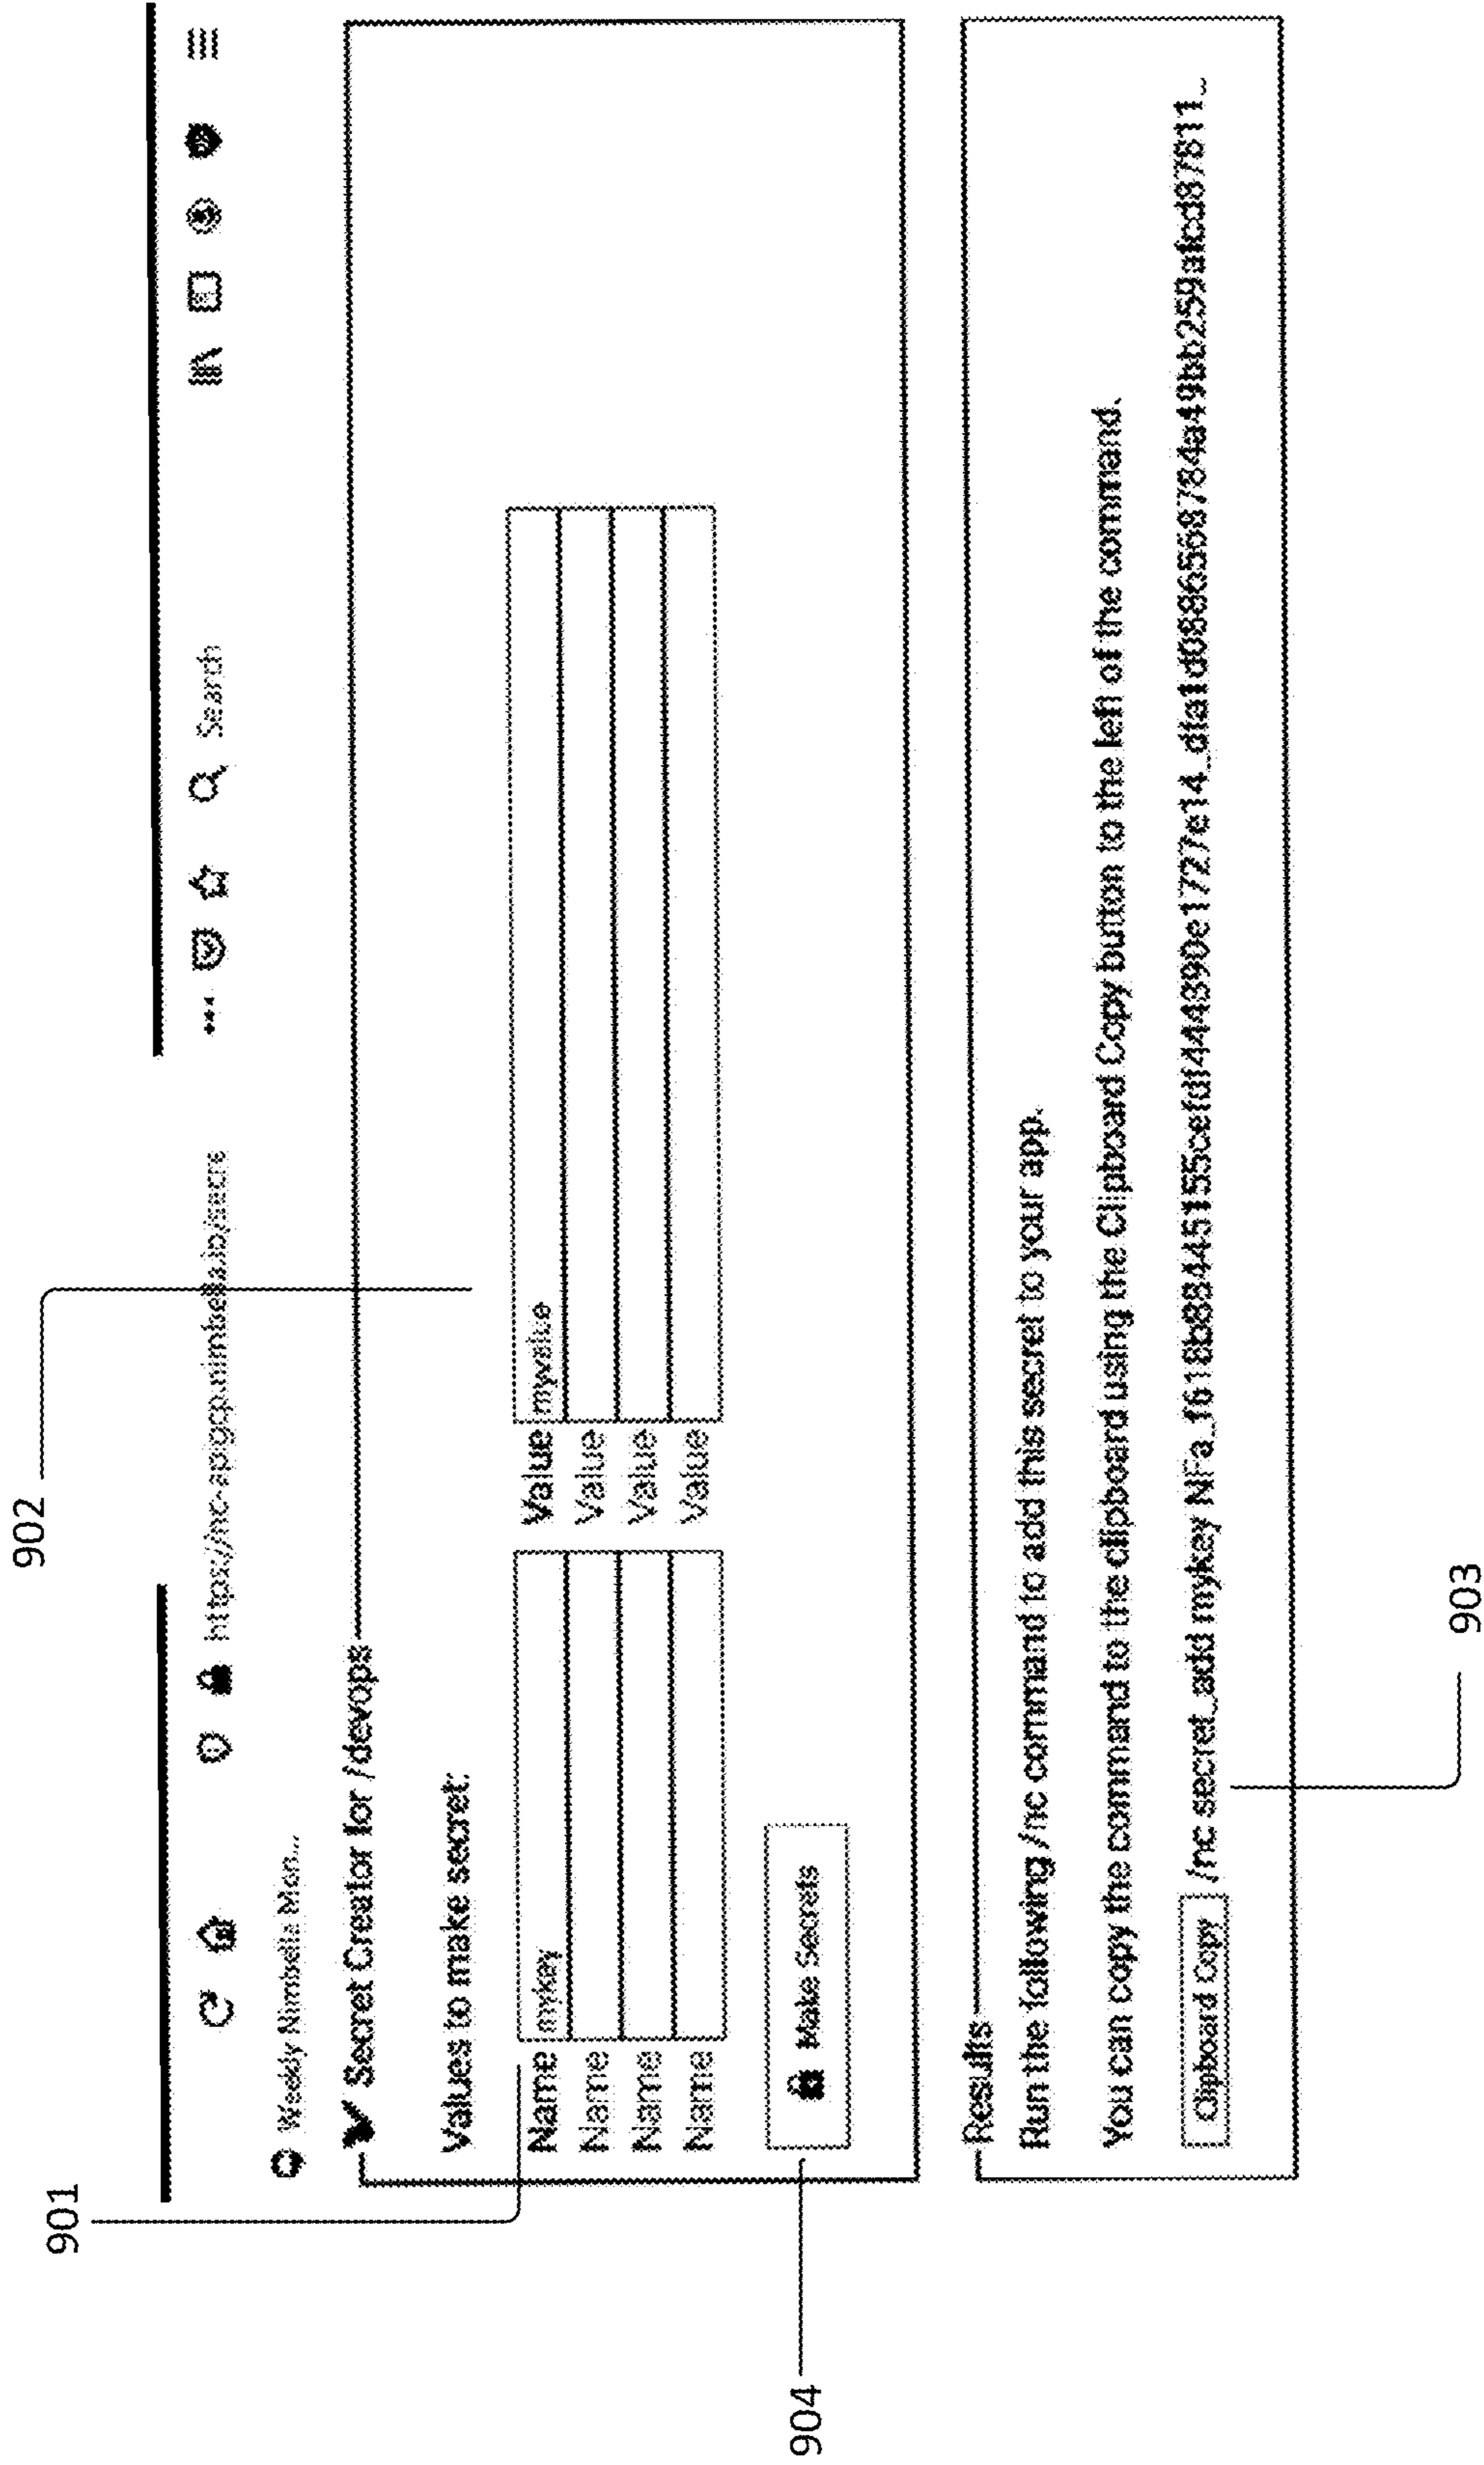 https://nc-apigcp.nimbella.io/secre
Search
Weekly Nimbella Mon...
Secret Creator for /devops
Values to make secret:
Name mykey Value myvalue
Name Value
Name Value
Name Value
Make Secrets
Results
Run the following /nc command to add this secret to your app.
You can copy the command to the clipboard using the Clipboard Copy button to the left of the command.
Clipboard Copy /nc secret_add mykey
901
902
903
904